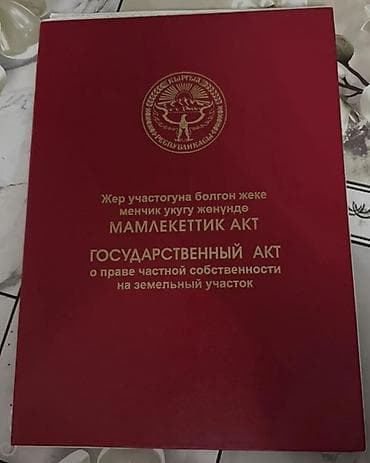 КЫРГЫЗ
РЕСПУБЛИКАСЫ
Жер участогуна болгон жеке
менчик укугу жөнүндө
МАМЛЕКЕТТИК АКТ
ГОСУДАРСТВЕННЫЙ АКТ
о праве частной собственности
на земельный участок